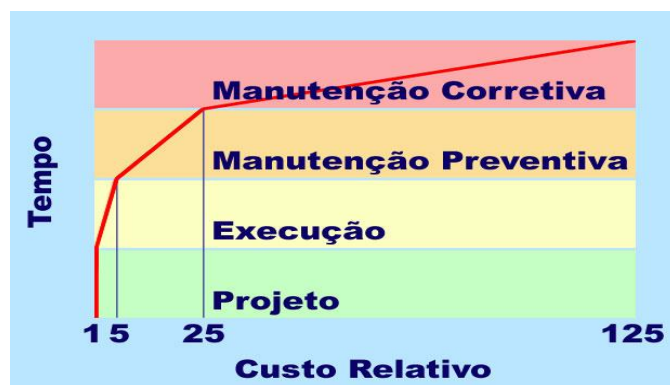 Tempo
Manutenção Corretiva
Manutenção Preventiva
Execução
Projeto
1 5 25 125
Custo Relativo